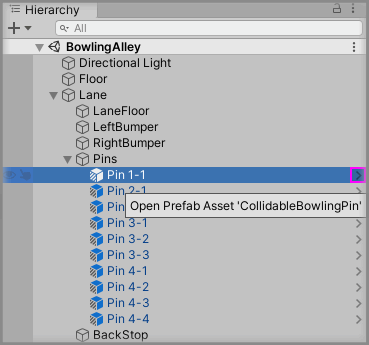 Hierarchy
All
BowlingAlley
Directional Light
Floor
Lane
LaneFloor
LeftBumper
RightBumper
Pins
Pin 1-1
Pin 2-1
Pin
Open Prefab Asset 'CollidableBowlingPin'
Pin 3-1
Pin 3-2
Pin 3-3
Pin 4-1
Pin 4-2
Pin 4-3
Pin 4-4
BackStop